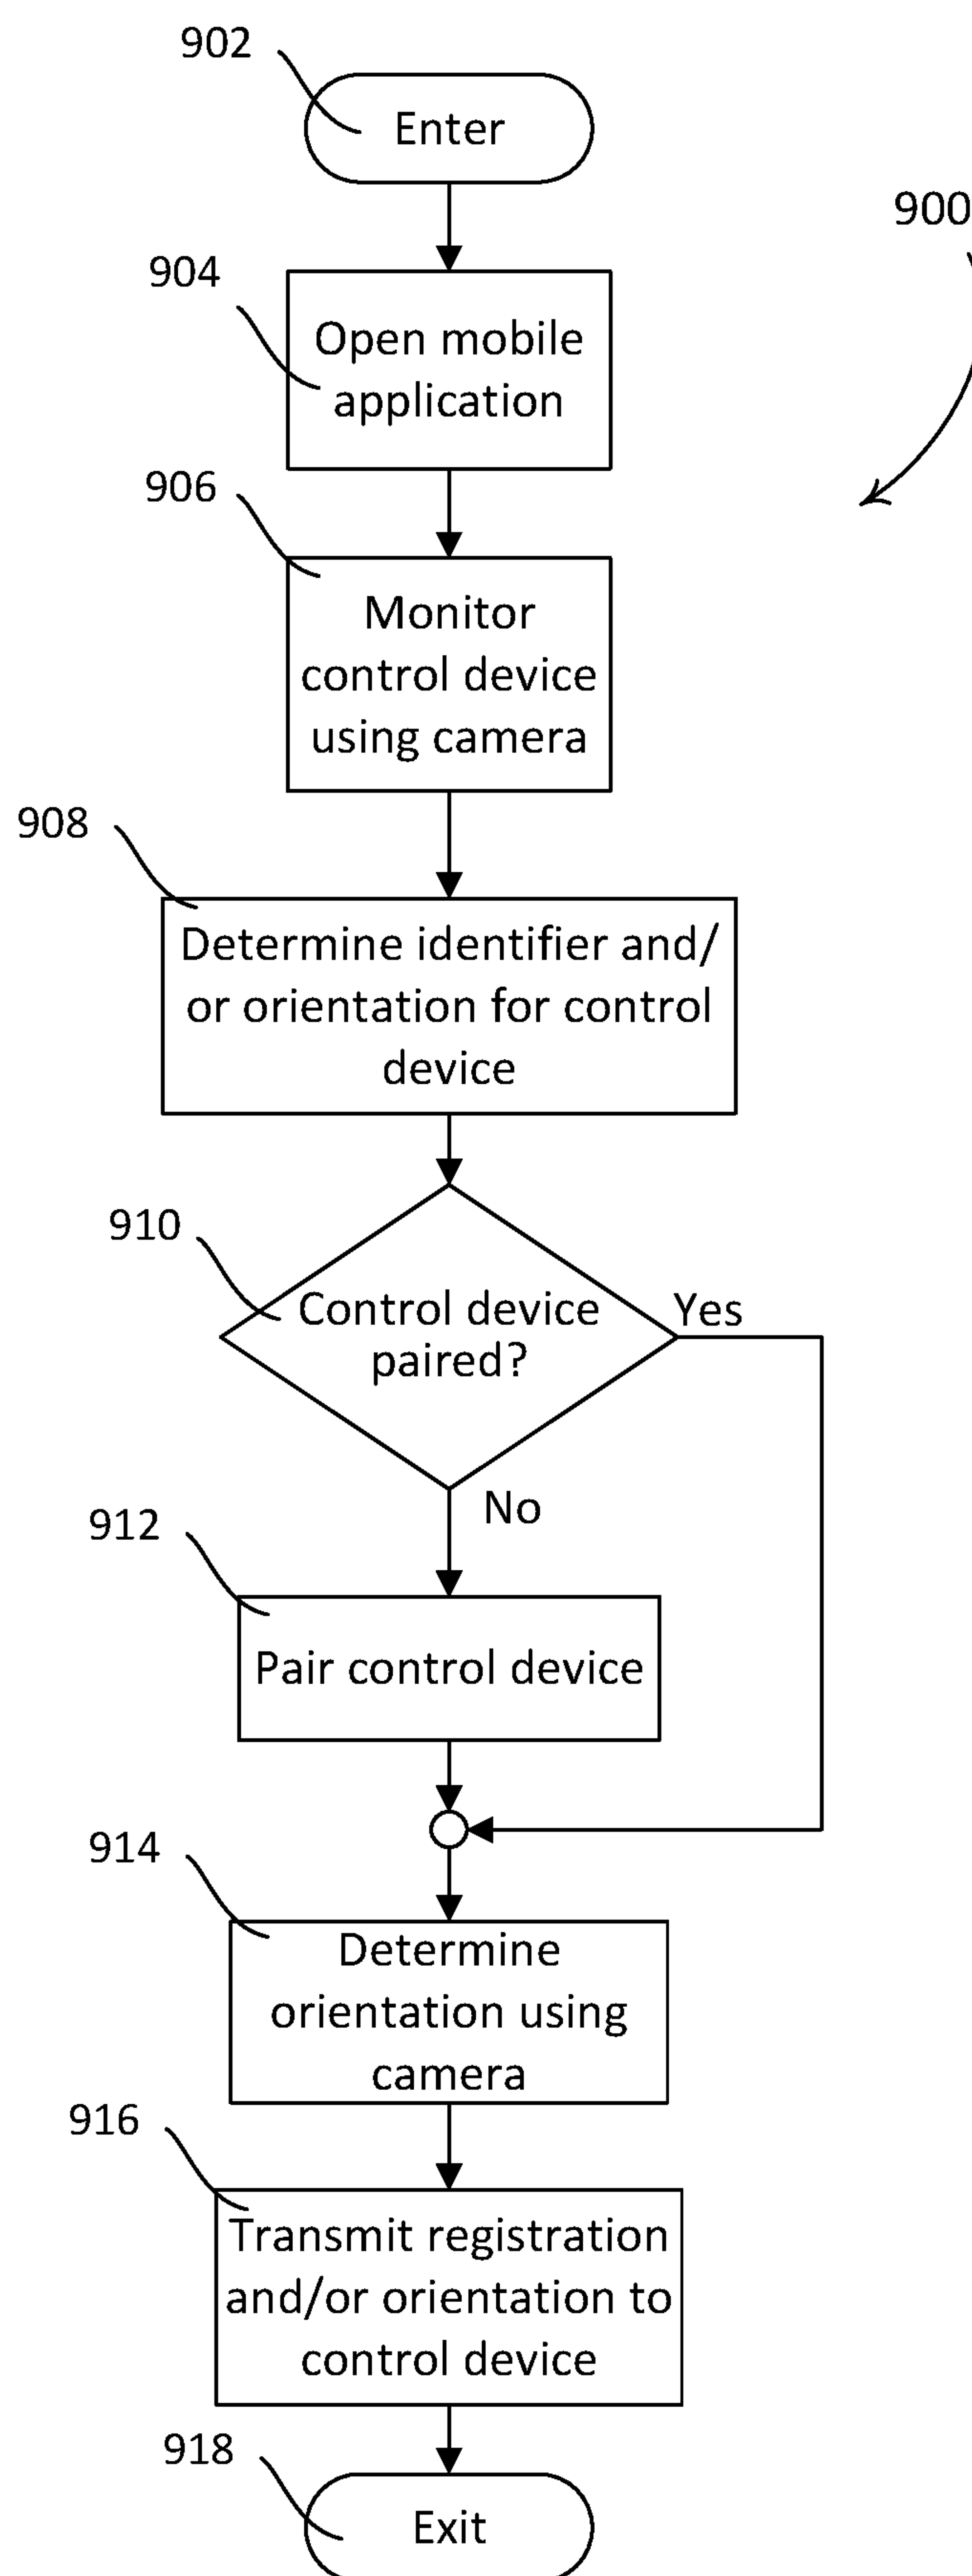 902
Enter
900
904
Open mobile
application
906
Monitor
control device
using camera
908
Determine identifier and/
or orientation for control
device
910
Control device
paired?
Yes
No
912
Pair control device
914
Determine
orientation using
camera
916
Transmit registration
and/or orientation to
control device
918
Exit